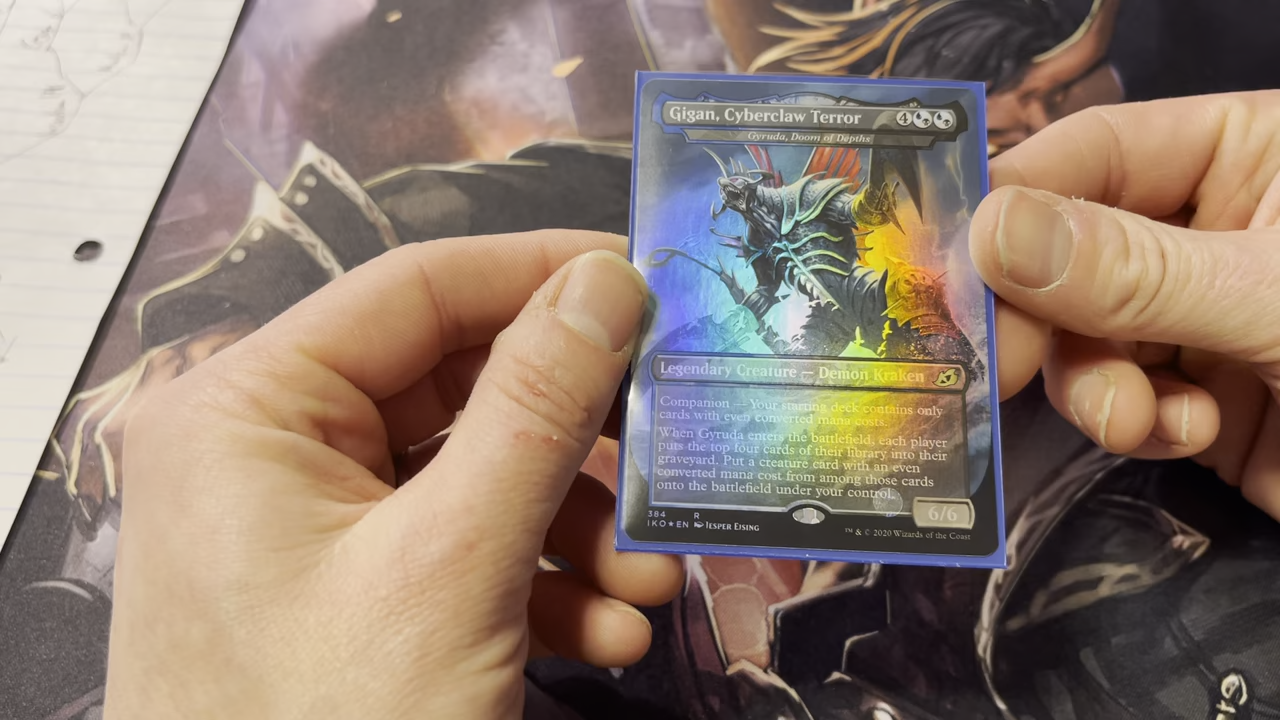 Gigan, Cyberclaw Terror 4
Gyruda, Doom of Depths
Legendary Creature — Demon Kraken
Companion — Your starting deck contains only
cards with even converted mana costs.
When Gyruda enters the battlefield, each player
puts the top four cards of their library into their
graveyard. Put a creature card with an even
converted mana cost from among those cards
onto the battlefield under your control.
6/6
384 R
IKO★EN Jesper Ejsing
™ & © 2020 Wizards of the Coast